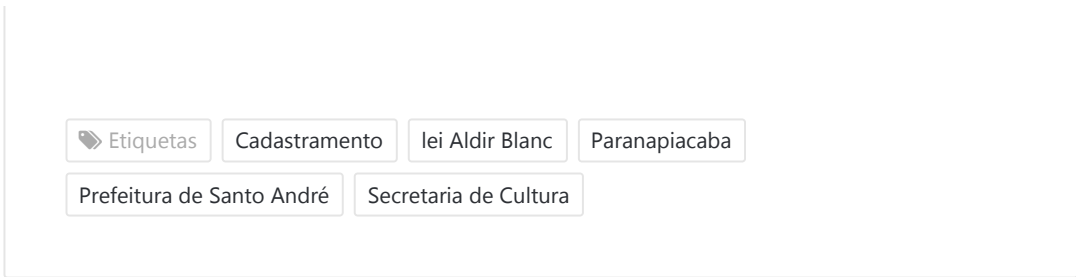 Etiquetas Cadastramento lei Aldir Blanc Paranapiacaba
Prefeitura de Santo André Secretaria de Cultura